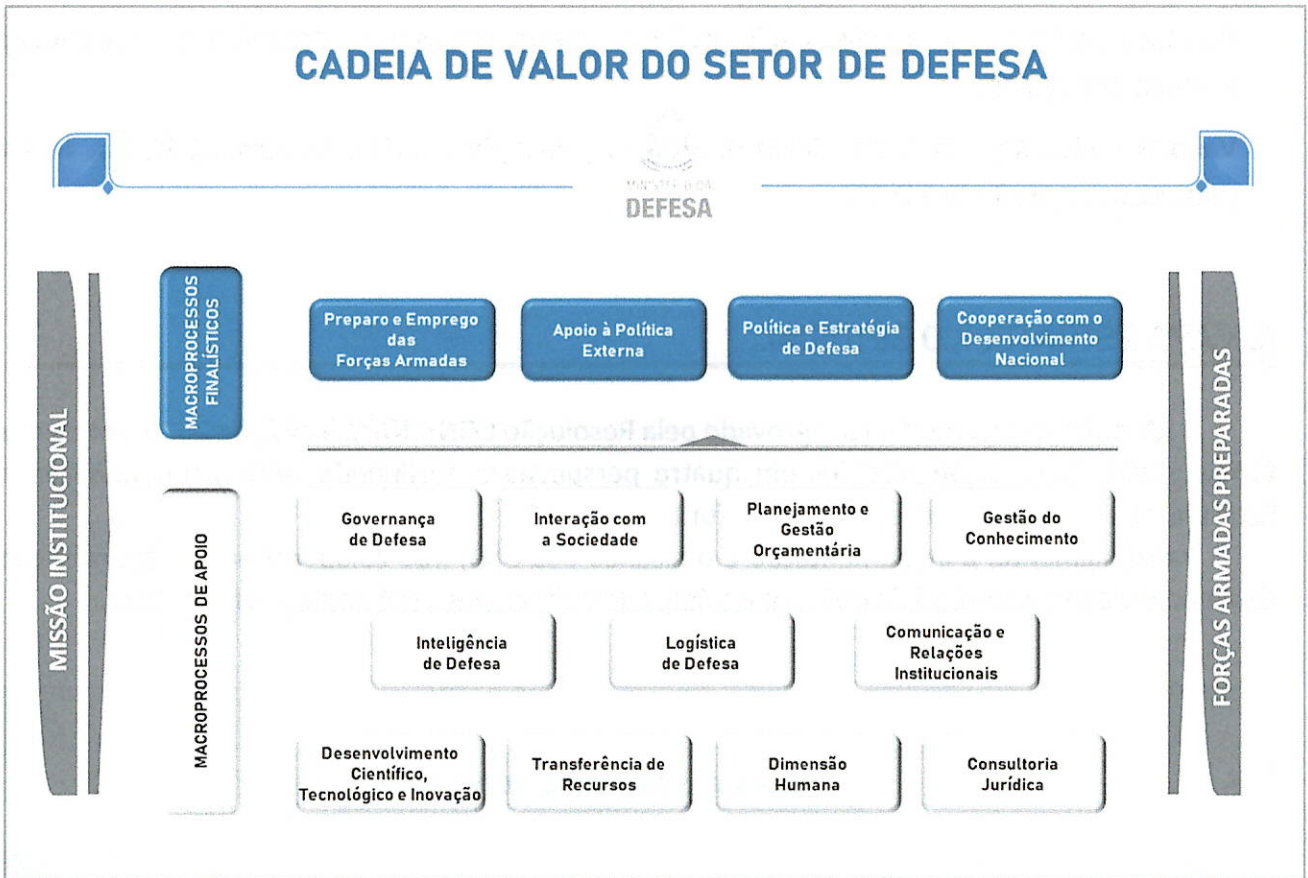 CADEIA DE VALOR DO SETOR DE DEFESA
MINISTÉRIO DA
DEFESA
MISSÃO INSTITUCIONAL
MACROPROCESSOS
FINALÍSTICOS
Preparo e Emprego
das
Forças Armadas
Apoio à Política
Externa
Política e Estratégia
de Defesa
Cooperação com o
Desenvolvimento
Nacional
MACROPROCESSOS DE APOIO
Governança
de Defesa
Interação com
a Sociedade
Planejamento e
Gestão
Orçamentária
Gestão do
Conhecimento
Inteligência
de Defesa
Logística
de Defesa
Comunicação e
Relações
Institucionais
Desenvolvimento
Científico,
Tecnológico e Inovação
Transferência de
Recursos
Dimensão
Humana
Consultoria
Jurídica
FORÇAS ARMADAS PREPARADAS